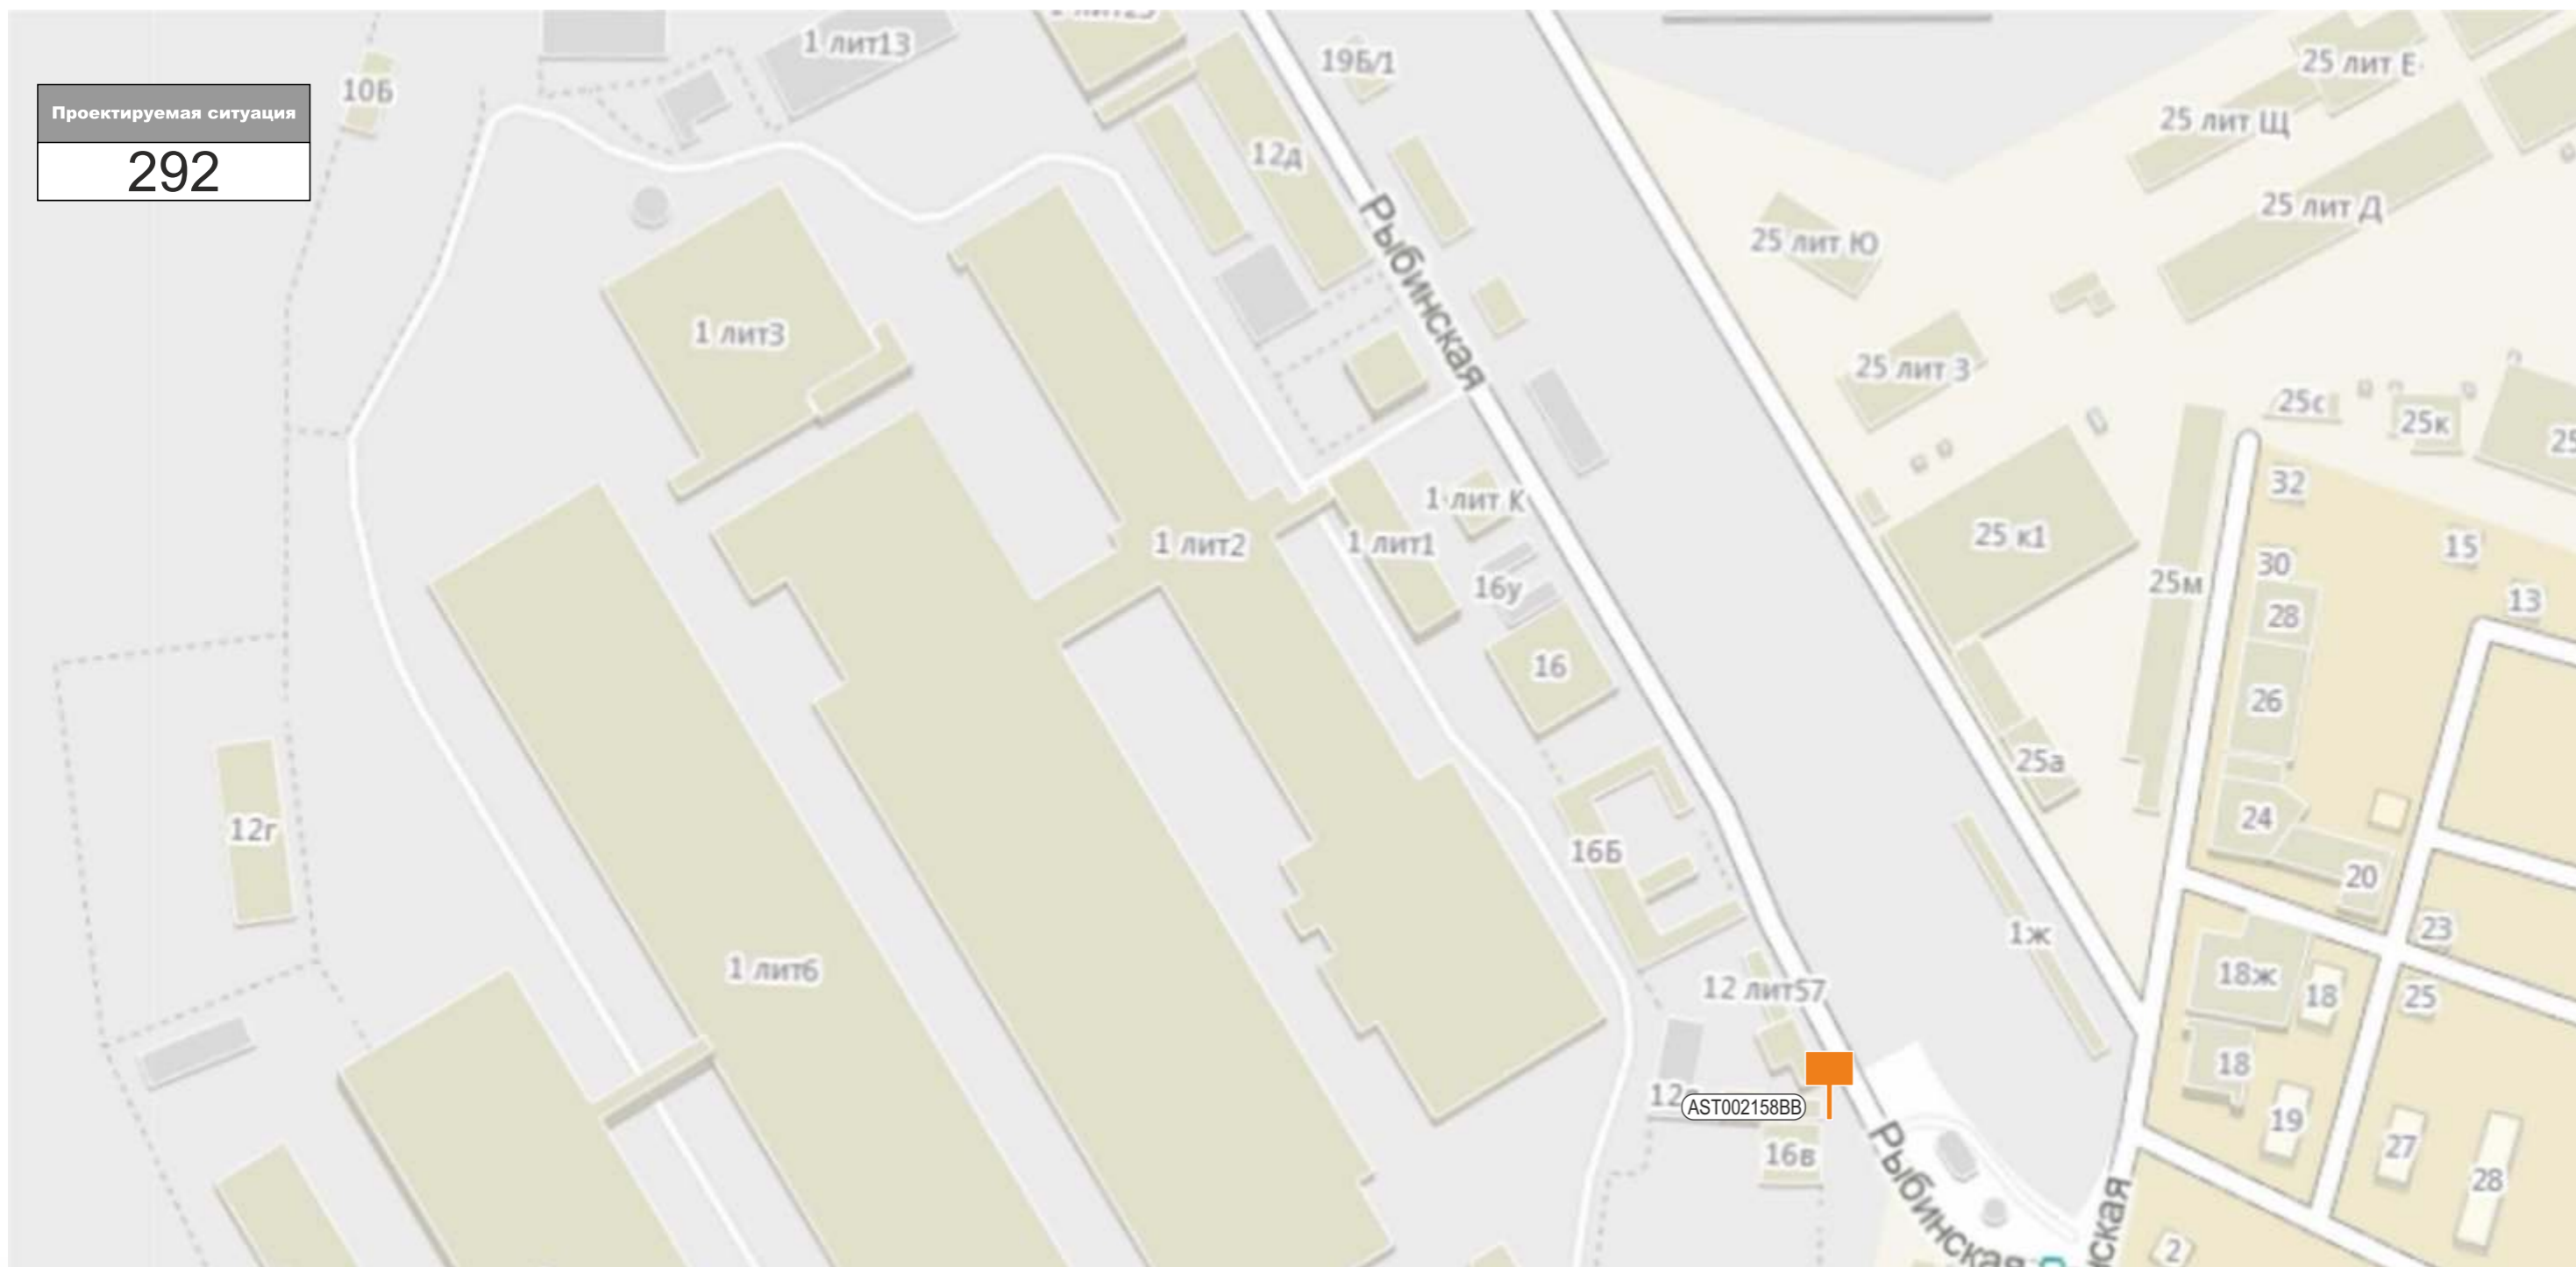 Проектируемая ситуация
292
10Б
1 лит13
19Б/1
12д
25 лит Е
25 лит Щ
25 лит Д
25 лит Ю
Рыбинская
1 лит3
25 лит З
25с
25к
25
32
1 лит К
1 лит2
1 лит1
25 к1
15
30
16у
25м
13
28
16
26
25а
24
12г
16Б
20
23
1ж
1 лит6
12 лит57
18ж
18
25
18
AST002158BB
19
27
16в
28
Рыбинская
2